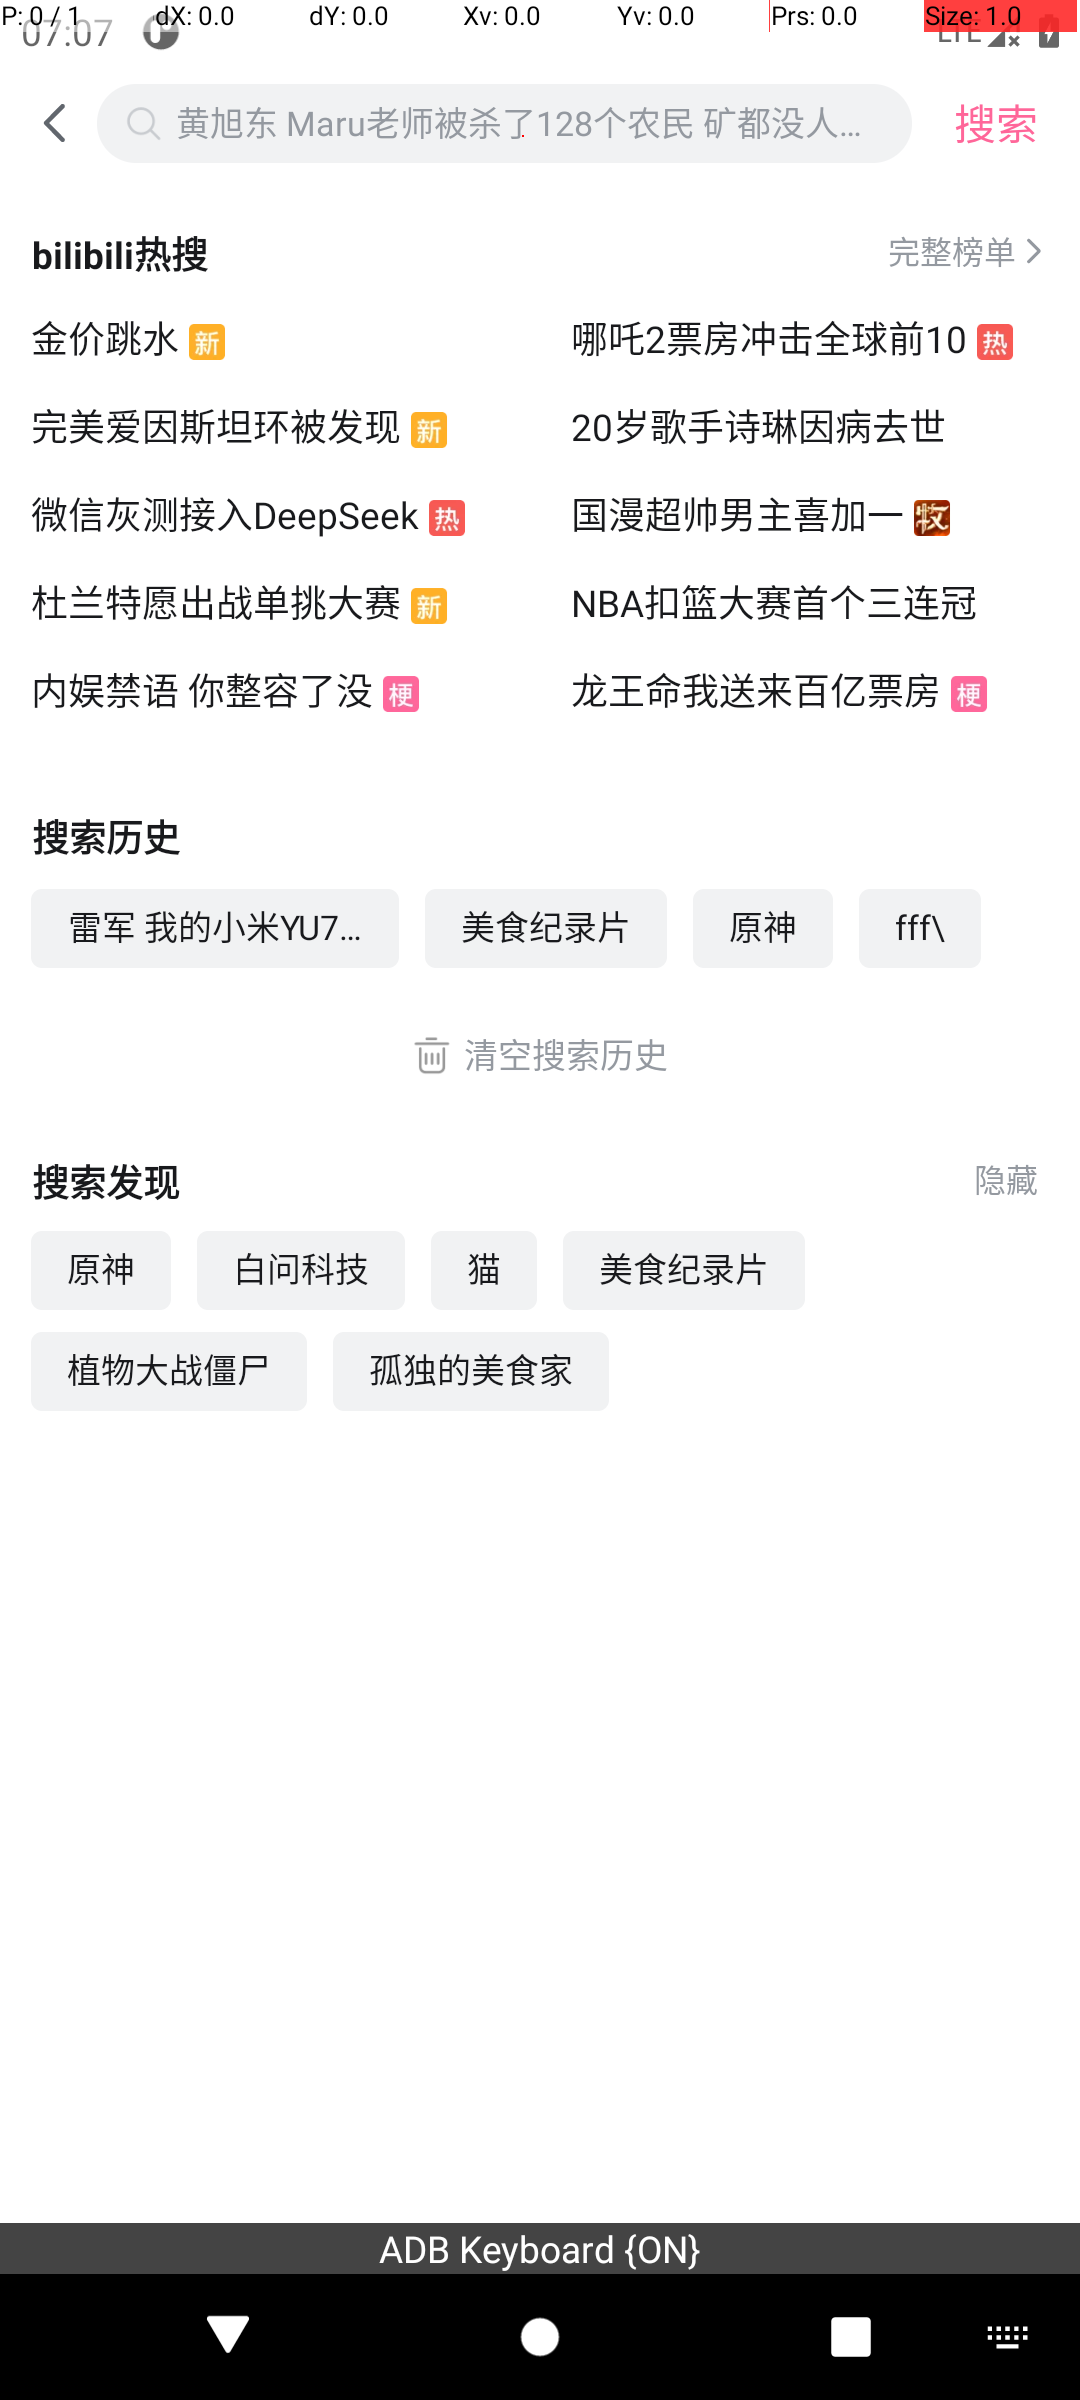 P: 0 / 1 dX: 0.0 dY: 0.0 Xv: 0.0 Yv: 0.0 Prs: 0.0 Size: 1.0
07:07 LTE
黄旭东 Maru老师被杀了128个农民 矿都没人... 搜索
bilibili热搜 完整榜单
金价跳水 新 哪吒2票房冲击全球前10 热
完美爱因斯坦环被发现 新 20岁歌手诗琳因病去世
微信灰测接入DeepSeek 热 国漫超帅男主喜加一 牧
杜兰特愿出战单挑大赛 新 NBA扣篮大赛首个三连冠
内娱禁语 你整容了没 梗 龙王命我送来百亿票房 梗
搜索历史
雷军 我的小米YU7... 美食纪录片 原神 fff\
清空搜索历史
搜索发现 隐藏
原神 白问科技 猫 美食纪录片
植物大战僵尸 孤独的美食家
ADB Keyboard {ON}